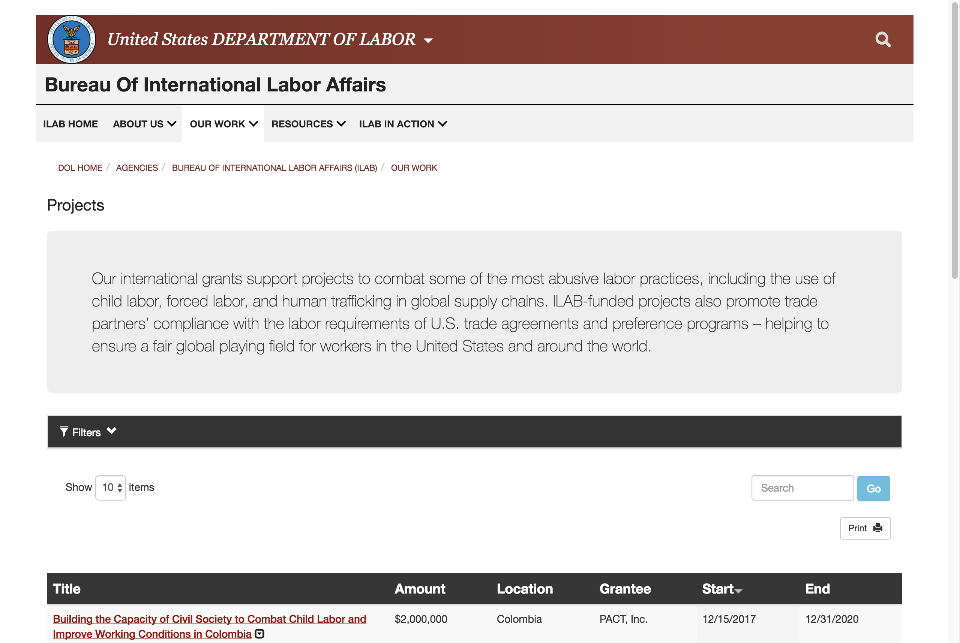 United States DEPARTMENT OF LABOR
Bureau Of International Labor Affairs
ILAB HOME ABOUT US OUR WORK RESOURCES ILAB IN ACTION
DOL HOME / AGENCIES / BUREAU OF INTERNATIONAL LABOR AFFAIRS (ILAB) / OUR WORK
Projects
Our international grants support projects to combat some of the most abusive labor practices, including the use of
child labor, forced labor, and human trafficking in global supply chains. ILAB-funded projects also promote trade
partners' compliance with the labor requirements of U.S. trade agreements and preference programs – helping to
ensure a fair global playing field for workers in the United States and around the world.
Filters
Show 10 items Search Go
Print
Title Amount Location Grantee Start End
Building the Capacity of Civil Society to Combat Child Labor and $2,000,000 Colombia PACT, Inc. 12/15/2017 12/31/2020
Improve Working Conditions in Colombia